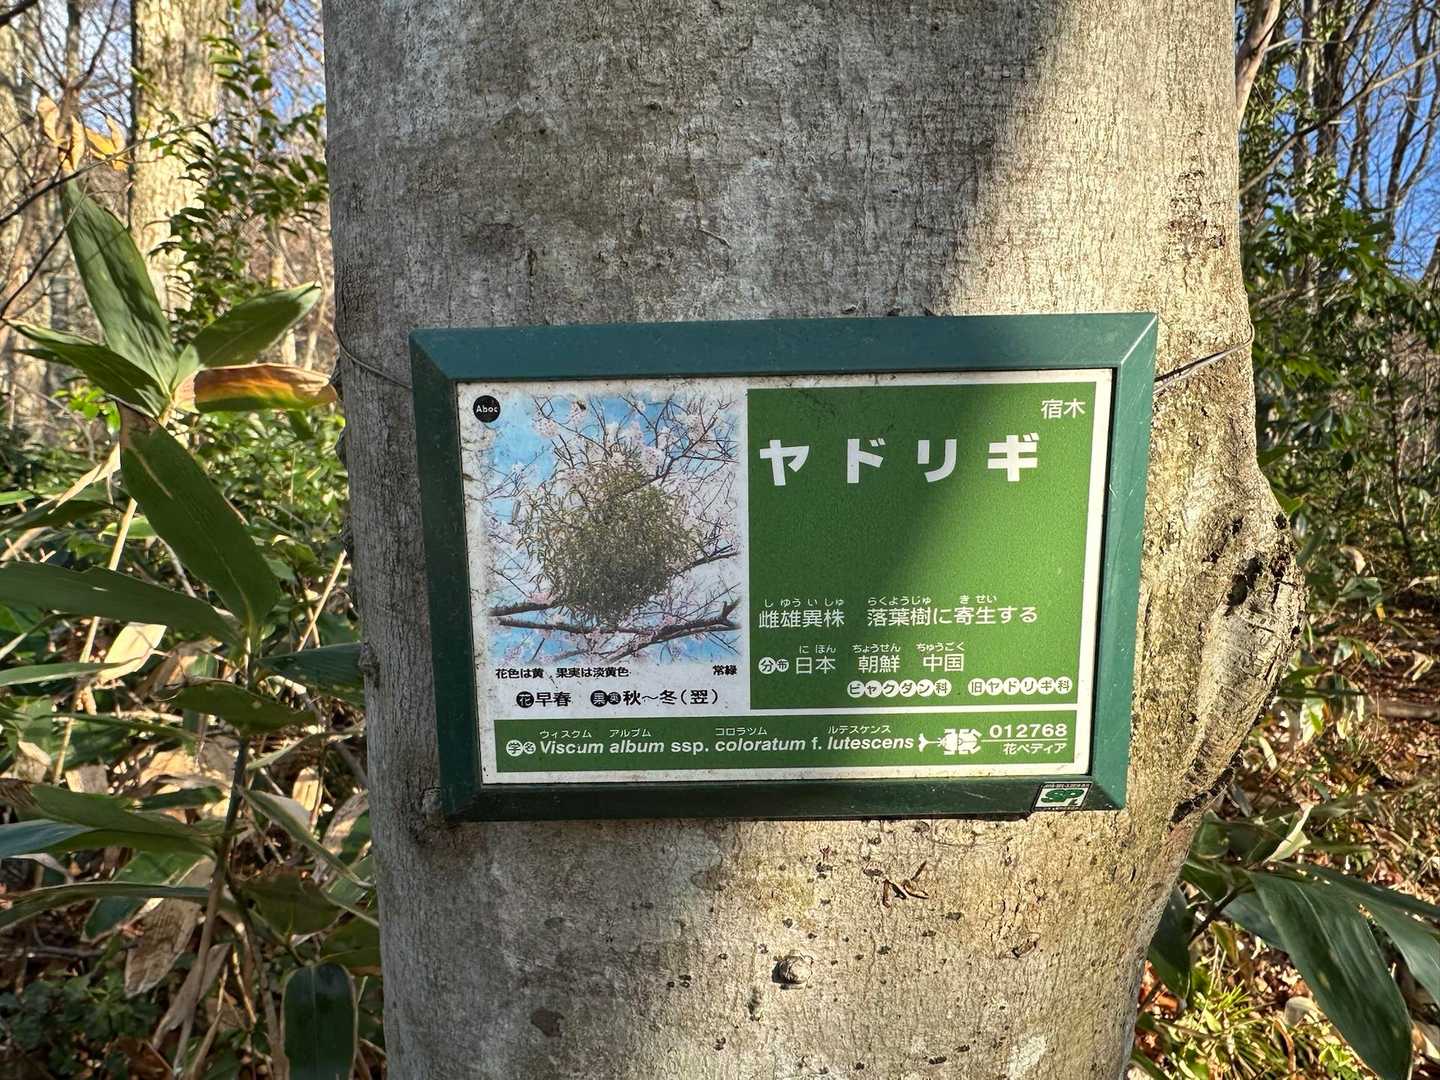 Aboc
宿木
ヤドリギ
しゆういしゅ らくようじゅ きせい
雌雄異株 落葉樹に寄生する
にほん ちょうせん ちゅうごく
分布 日本 朝鮮 中国
ビャクダン科 旧ヤドリギ科
花色は黄 果実は淡黄色 常緑
花 早春 果実 秋〜冬(翌)
ウィスクム アルブム コロラツム ルテスケンス
学名 Viscum album ssp. coloratum f. lutescens
012768
花ペディア
SP